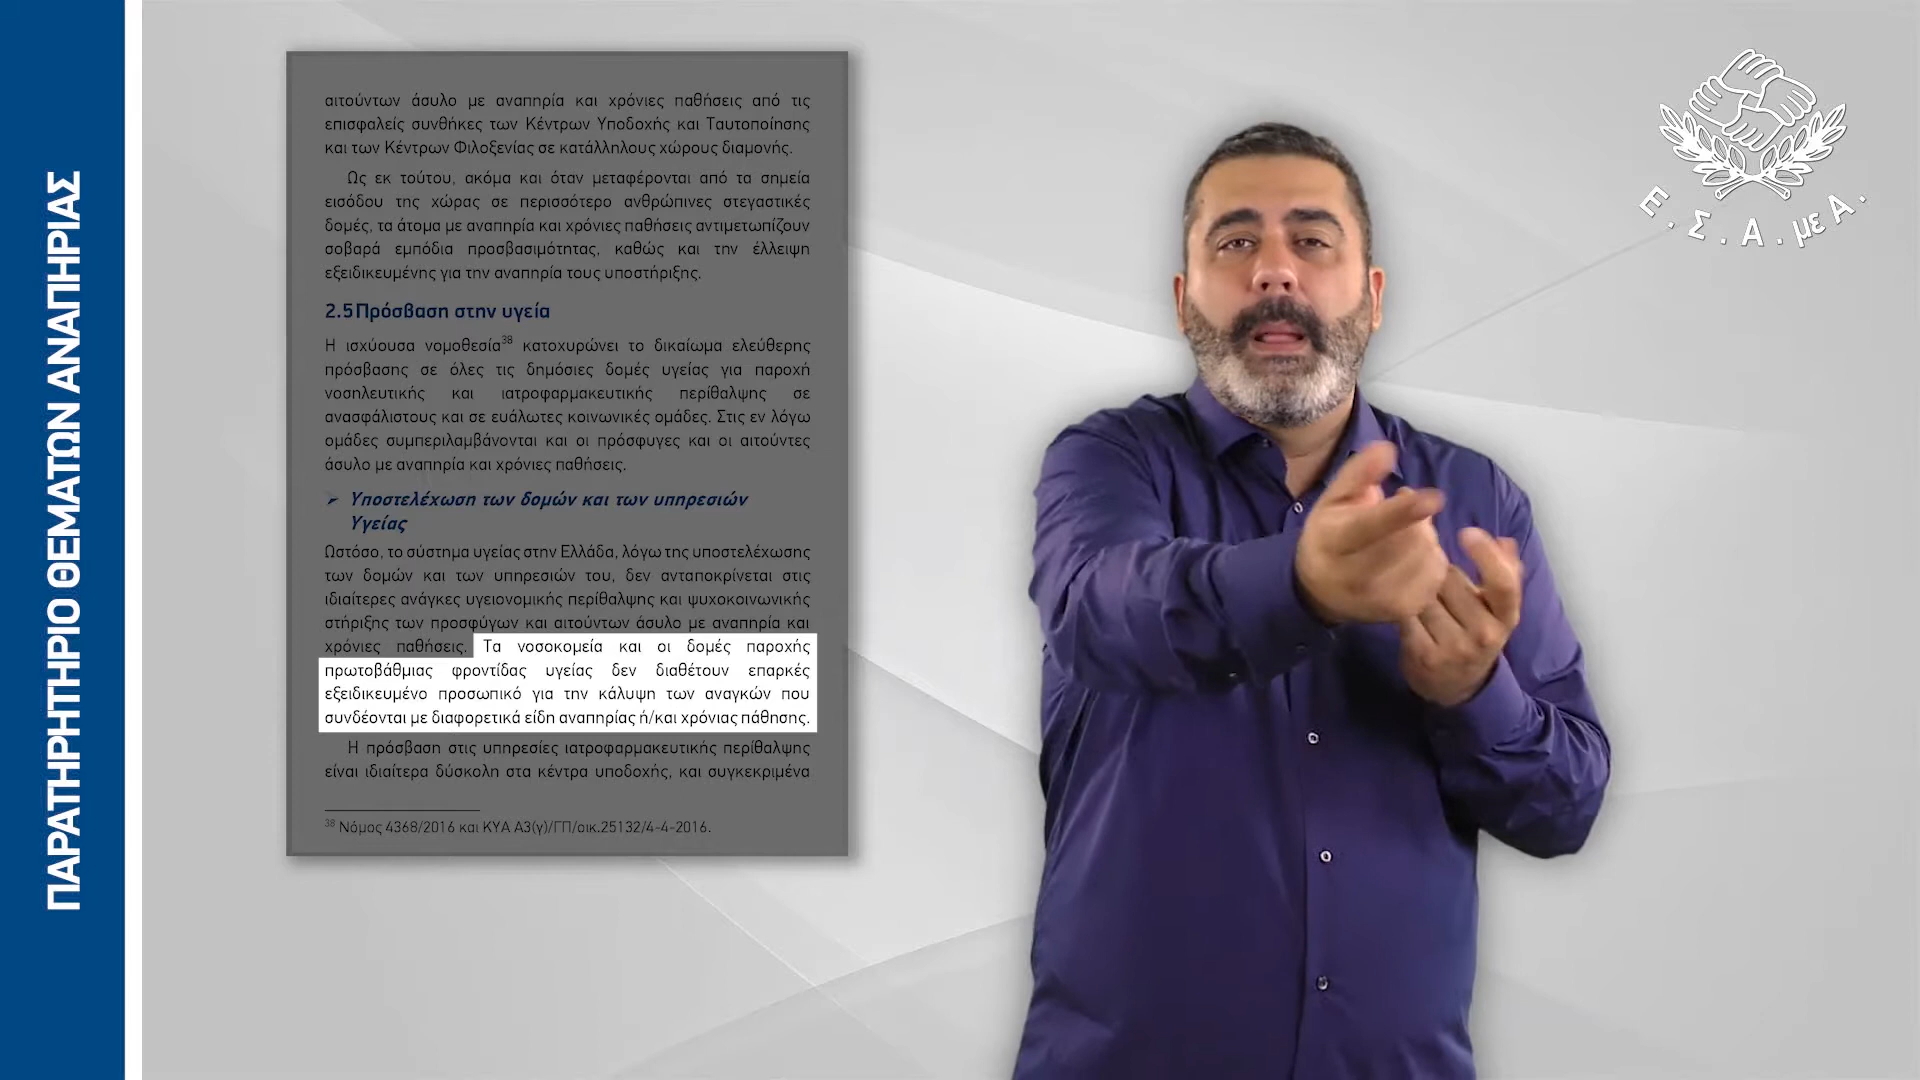 ΠΑΡΑΤΗΡΗΤΗΡΙΟ ΘΕΜΑΤΩΝ ΑΝΑΠΗΡΙΑΣ
αιτούντων άσυλο με αναπηρία και χρόνιες παθήσεις από τις
επισφαλείς συνθήκες των Κέντρων Υποδοχής και Ταυτοποίησης
και των Κέντρων Φιλοξενίας σε κατάλληλους χώρους διαμονής.
Ως εκ τούτου, ακόμα και όταν μεταφέρονται από τα σημεία
εισόδου της χώρας σε περισσότερο ανθρώπινες στεγαστικές
δομές, τα άτομα με αναπηρία και χρόνιες παθήσεις αντιμετωπίζουν
σοβαρά εμπόδια προσβασιμότητας, καθώς και την έλλειψη
εξειδικευμένης για την αναπηρία τους υποστήριξης.
2.5 Πρόσβαση στην υγεία
Η ισχύουσα νομοθεσία38 κατοχυρώνει το δικαίωμα ελεύθερης
πρόσβασης σε όλες τις δημόσιες δομές υγείας για παροχή
νοσηλευτικής και ιατροφαρμακευτικής περίθαλψης σε
ανασφάλιστους και σε ευάλωτες κοινωνικές ομάδες. Στις εν λόγω
ομάδες συμπεριλαμβάνονται και οι πρόσφυγες και οι αιτούντες
άσυλο με αναπηρία και χρόνιες παθήσεις.
➢ Υποστελέχωση των δομών και των υπηρεσιών
Υγείας
Ωστόσο, το σύστημα υγείας στην Ελλάδα, λόγω της υποστελέχωσης
των δομών και των υπηρεσιών του, δεν ανταποκρίνεται στις
ιδιαίτερες ανάγκες υγειονομικής περίθαλψης και ψυχοκοινωνικής
στήριξης των προσφύγων και αιτούντων άσυλο με αναπηρία και
χρόνιες παθήσεις. Τα νοσοκομεία και οι δομές παροχής
πρωτοβάθμιας φροντίδας υγείας δεν διαθέτουν επαρκές
εξειδικευμένο προσωπικό για την κάλυψη των αναγκών που
συνδέονται με διαφορετικά είδη αναπηρίας ή/και χρόνιας πάθησης.
Η πρόσβαση στις υπηρεσίες ιατροφαρμακευτικής περίθαλψης
είναι ιδιαίτερα δύσκολη στα κέντρα υποδοχής, και συγκεκριμένα
38 Νόμος 4368/2016 και ΚΥΑ Α3(γ)/ΓΠ/οικ.25132/4-4-2016.
Ε.Σ.Α.μεΑ.